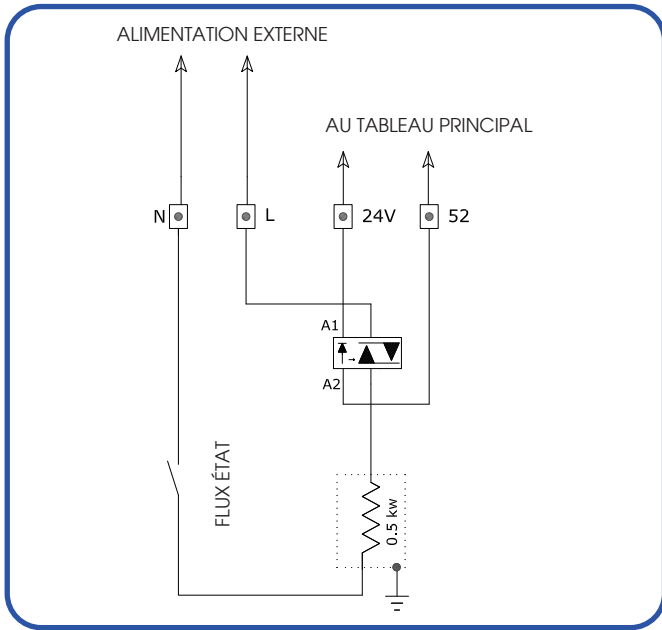 ALIMENTATION EXTERNE
AU TABLEAU PRINCIPAL
N
L
24V
52
A1
A2
FLUX ÉTAT
0.5 kw